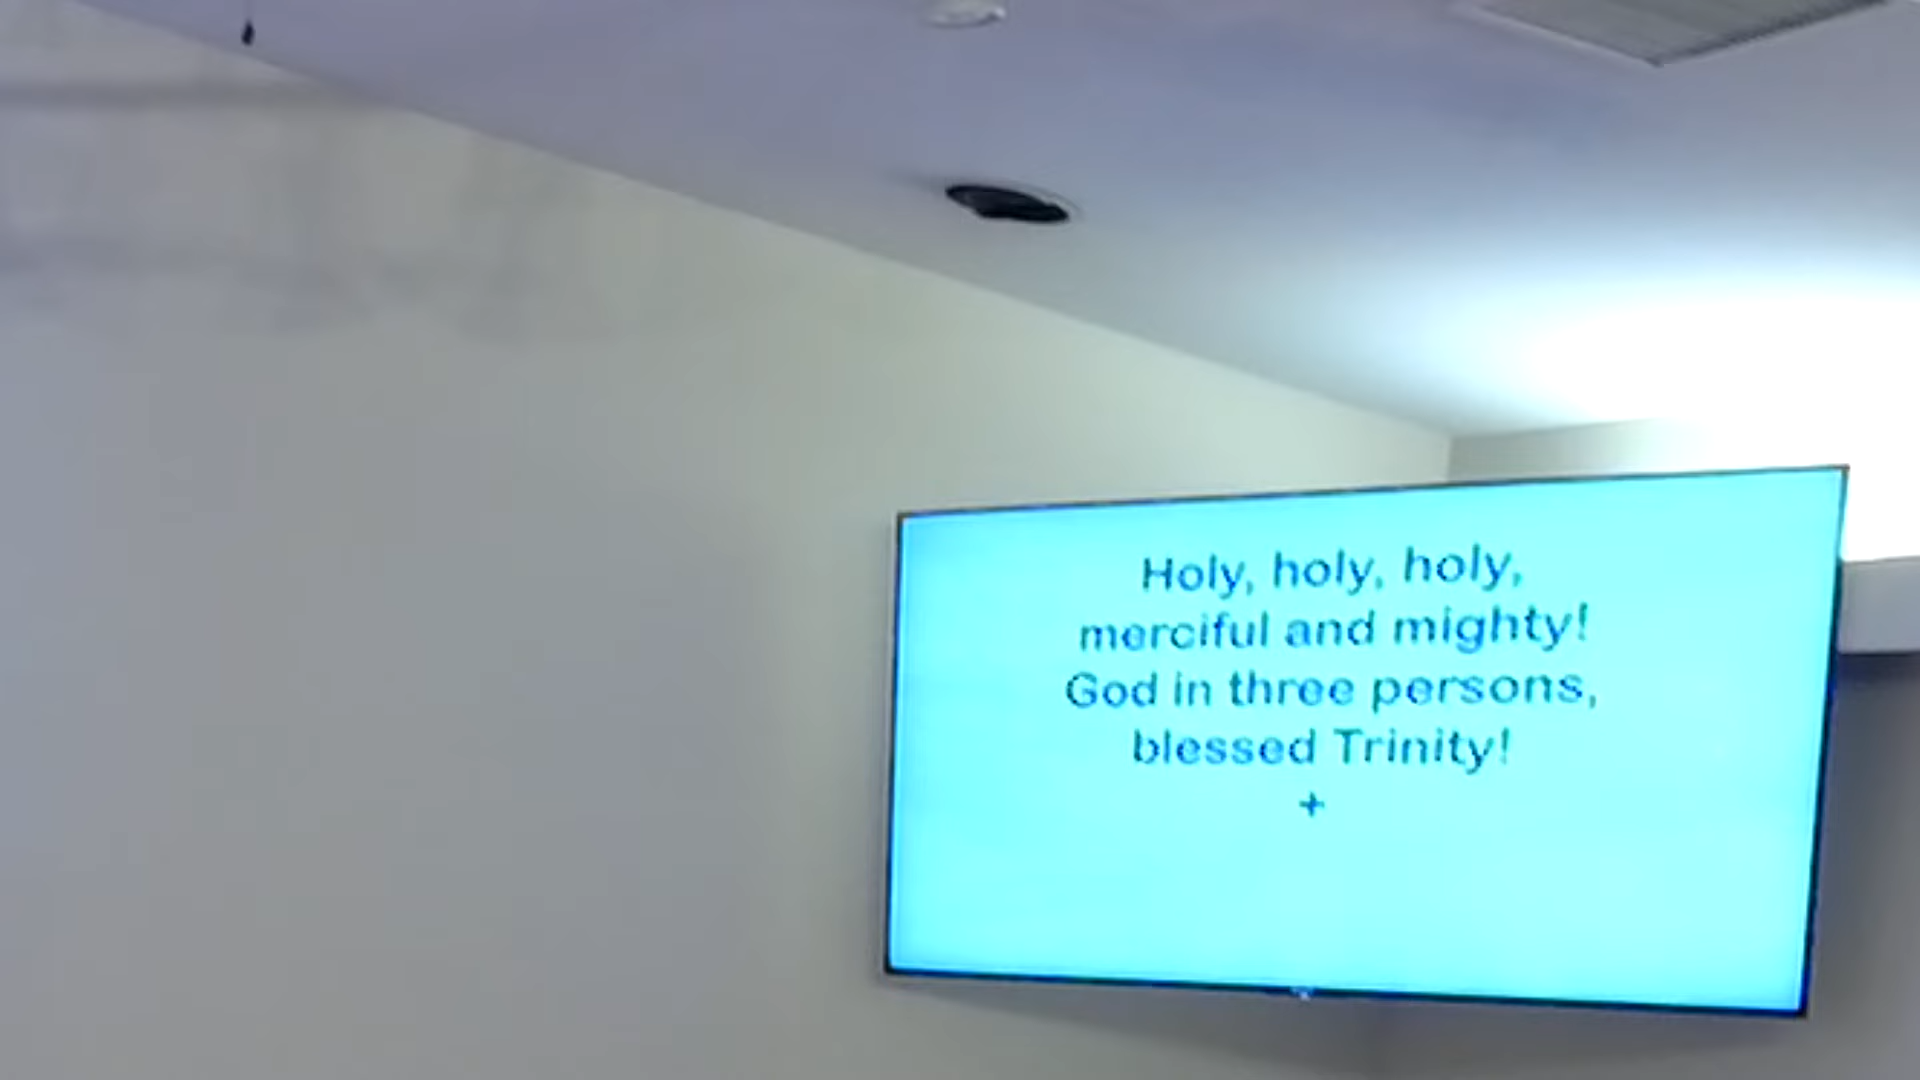 Holy, holy, holy,
merciful and mighty!
God in three persons,
blessed Trinity!
+